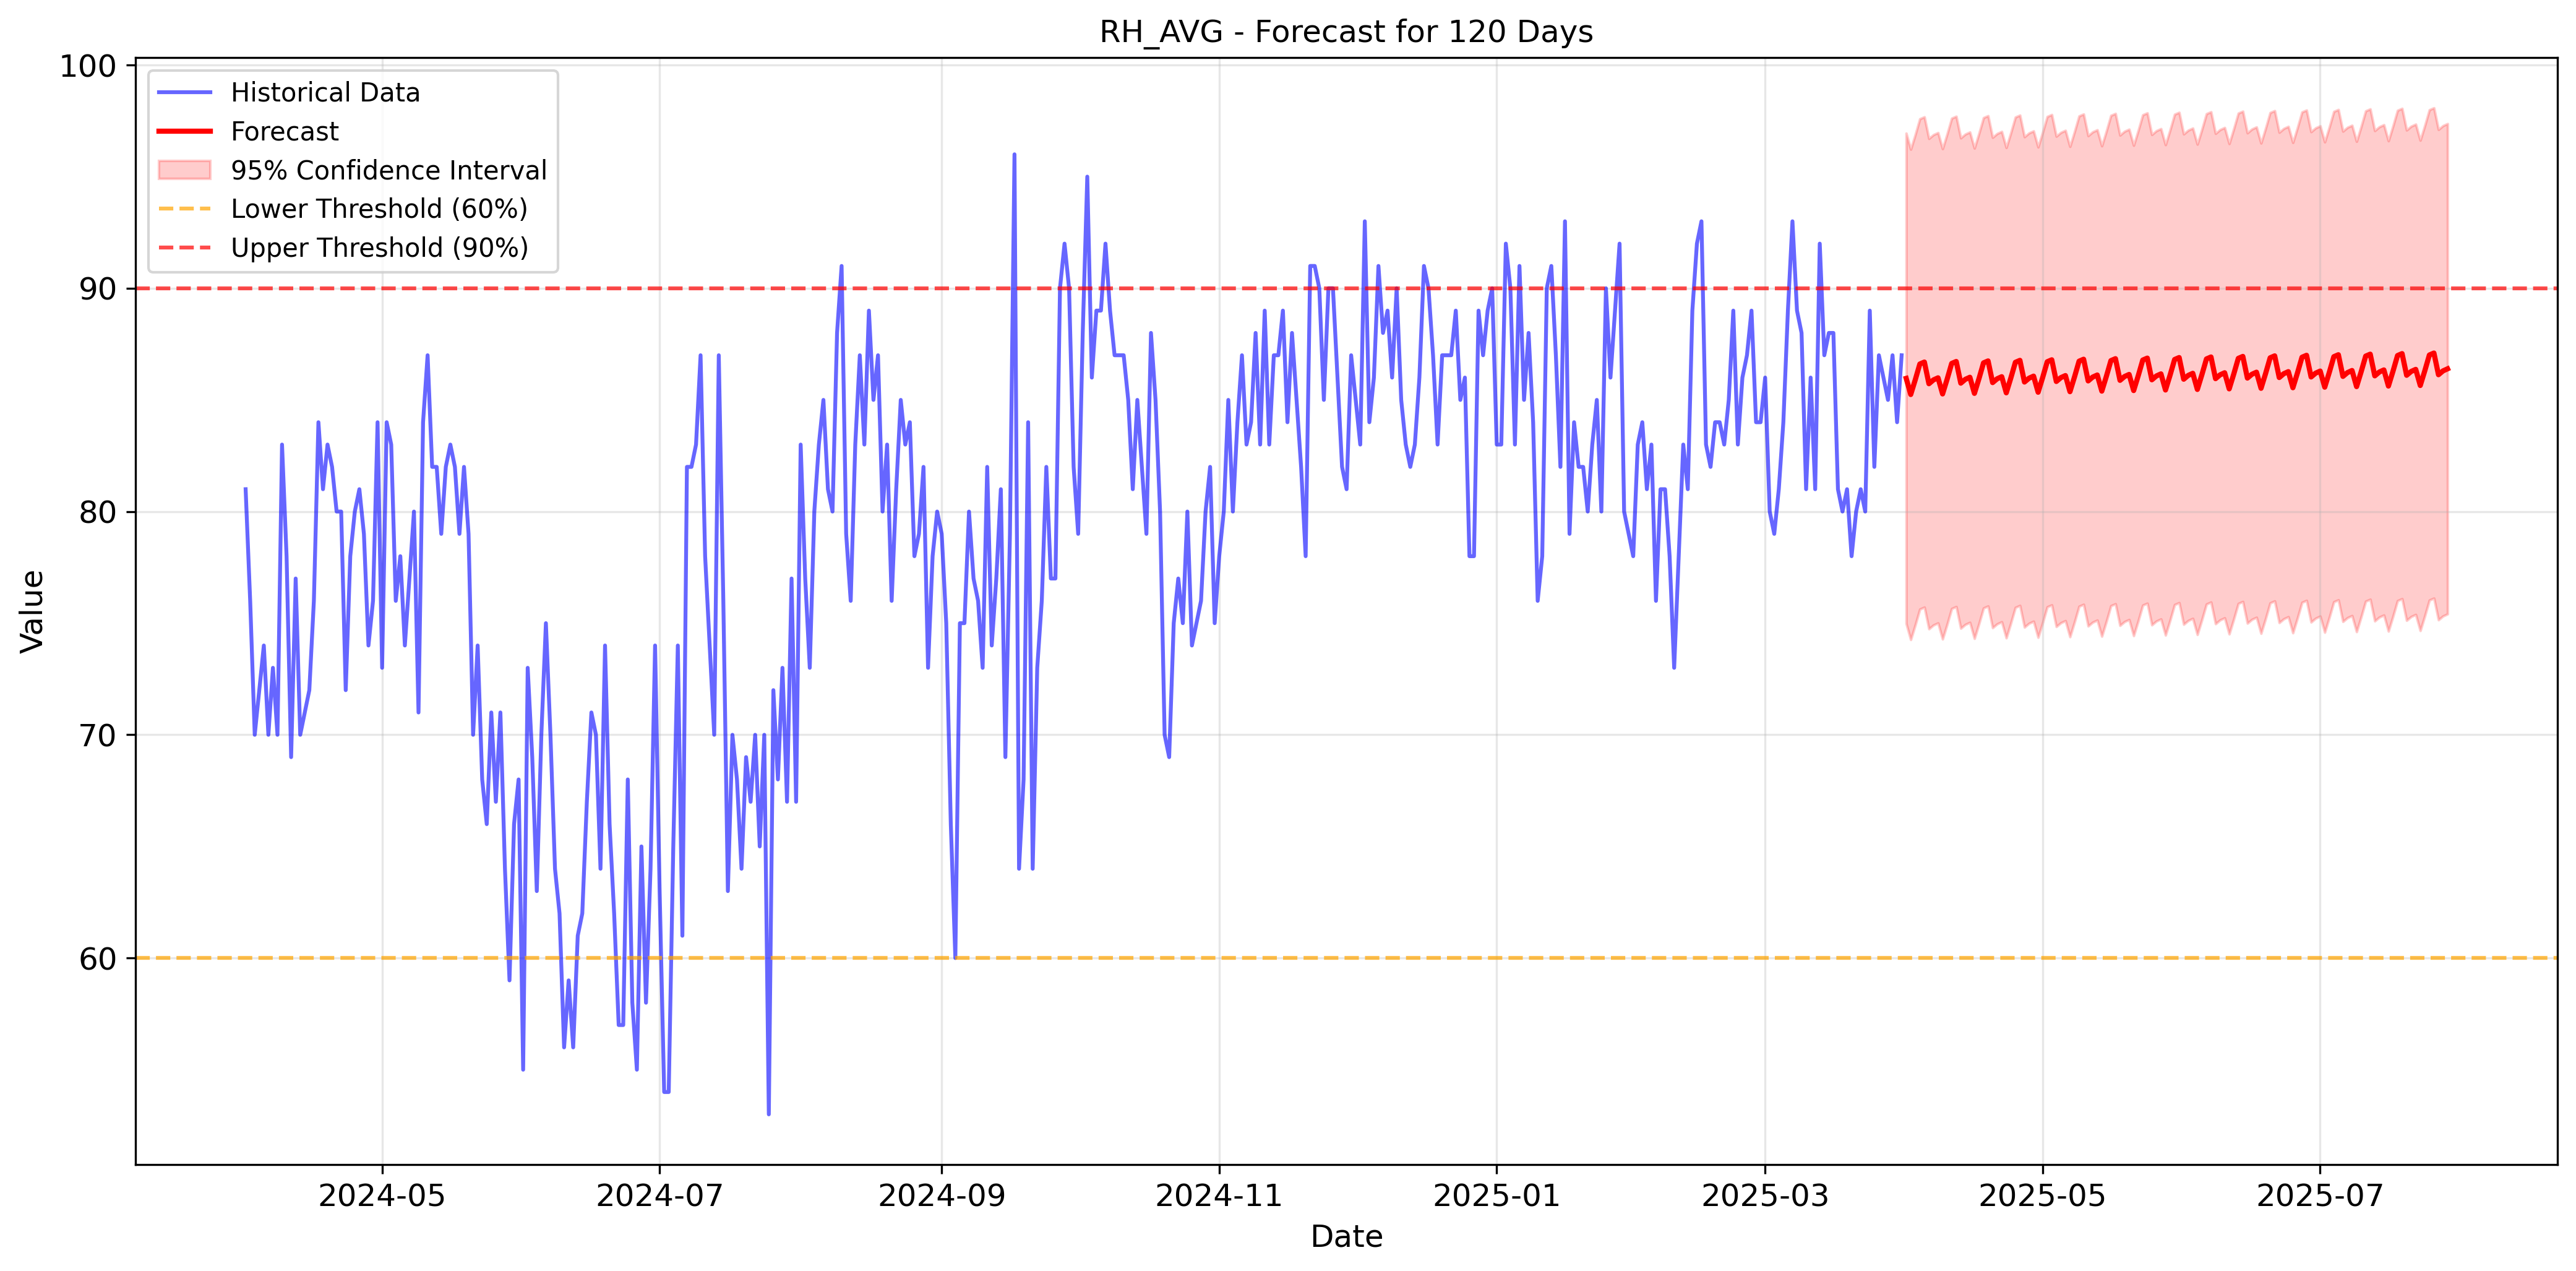 RH_AVG - Forecast for 120 Days
Historical Data
Forecast
95% Confidence Interval
Lower Threshold (60%)
Upper Threshold (90%)
100
90
80
70
60
Value
2024-05 2024-07 2024-09 2024-11 2025-01 2025-03 2025-05 2025-07
Date